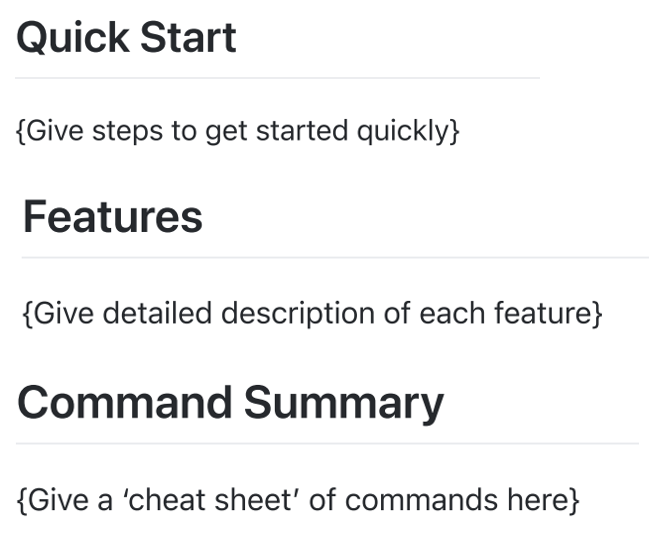 Quick Start
{Give steps to get started quickly}
Features
{Give detailed description of each feature}
Command Summary
{Give a ‘cheat sheet’ of commands here}